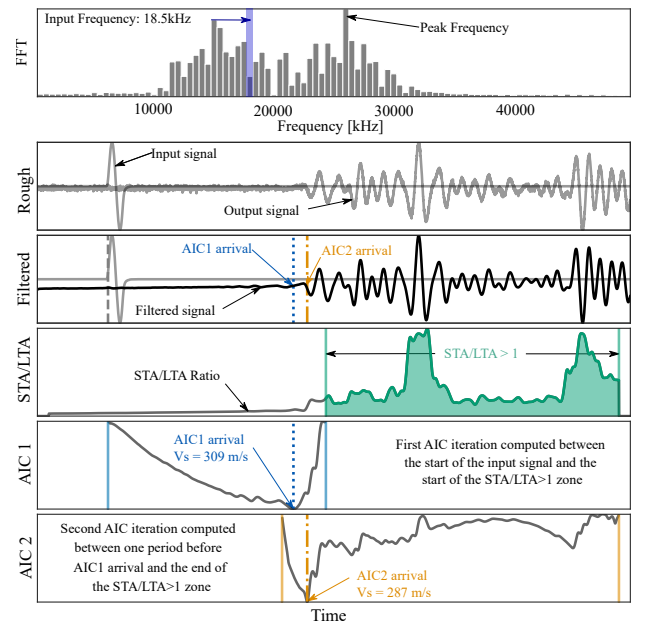 FFT
Input Frequency: 18.5kHz
Peak Frequency
10000
20000
30000
40000
Frequency [kHz]
Rough
Input signal
Output signal
Filtered
AIC1 arrival
AIC2 arrival
Filtered signal
STA/LTA
STA/LTA > 1
STA/LTA Ratio
AIC 1
AIC1 arrival
Vs = 309 m/s
First AIC iteration computed between
the start of the input signal and the
start of the STA/LTA>1 zone
AIC 2
Second AIC iteration computed
between one period before
AIC1 arrival and the end of
the STA/LTA>1 zone
AIC2 arrival
Vs = 287 m/s
Time